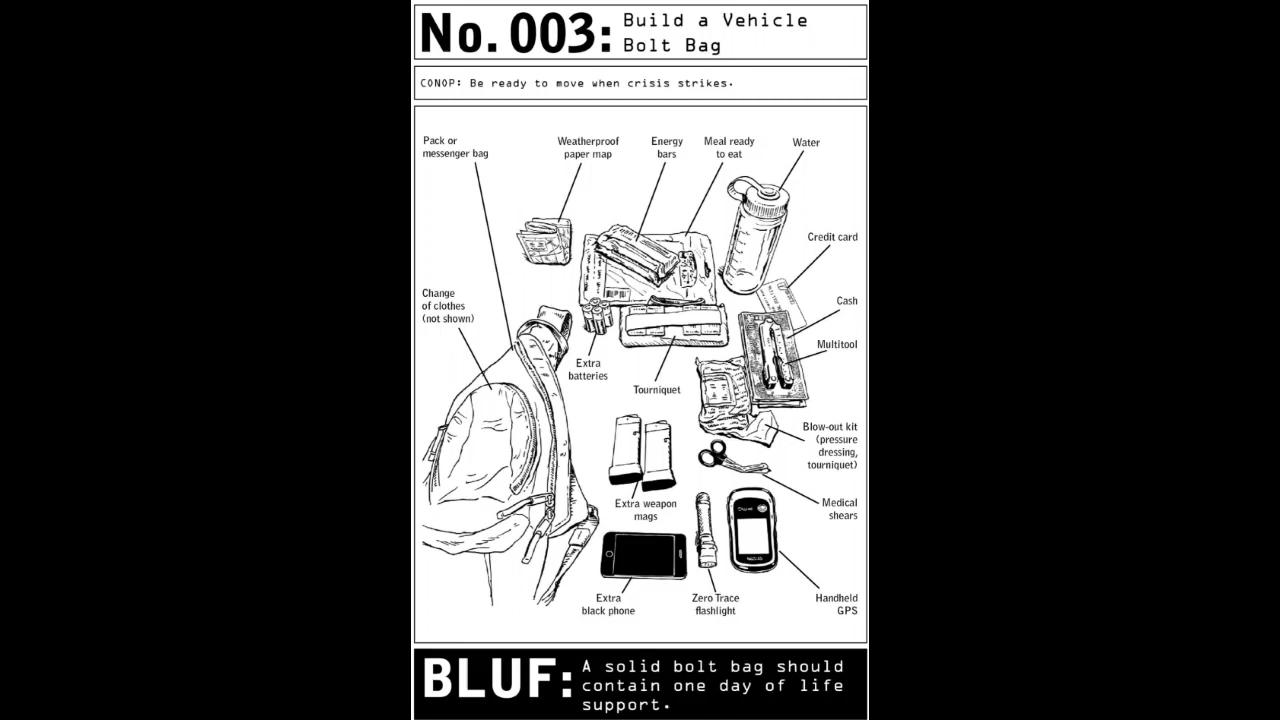 No. 003:
Build a Vehicle
Bolt Bag
CONOP: Be ready to move when crisis strikes.
Pack or
messenger bag
Weatherproof
paper map
Energy
bars
Meal ready
to eat
Water
Credit card
Change
of clothes
(not shown)
Cash
Multitool
Extra
batteries
Tourniquet
Blow-out kit
(pressure
dressing,
tourniquet)
Extra weapon
mags
Medical
shears
Extra
black phone
Zero Trace
flashlight
Handheld
GPS
BLUF:
A solid bolt bag should
contain one day of life
support.